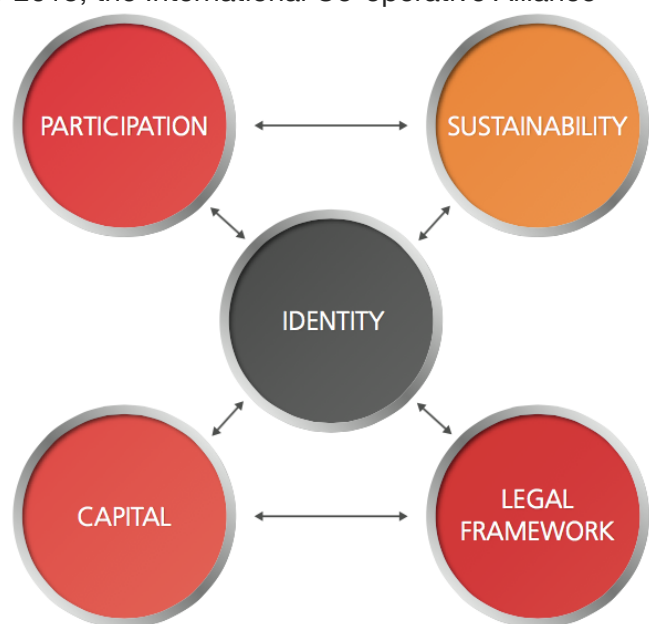 the International Co-operative Alliance
PARTICIPATION
SUSTAINABILITY
IDENTITY
CAPITAL
LEGAL
FRAMEWORK